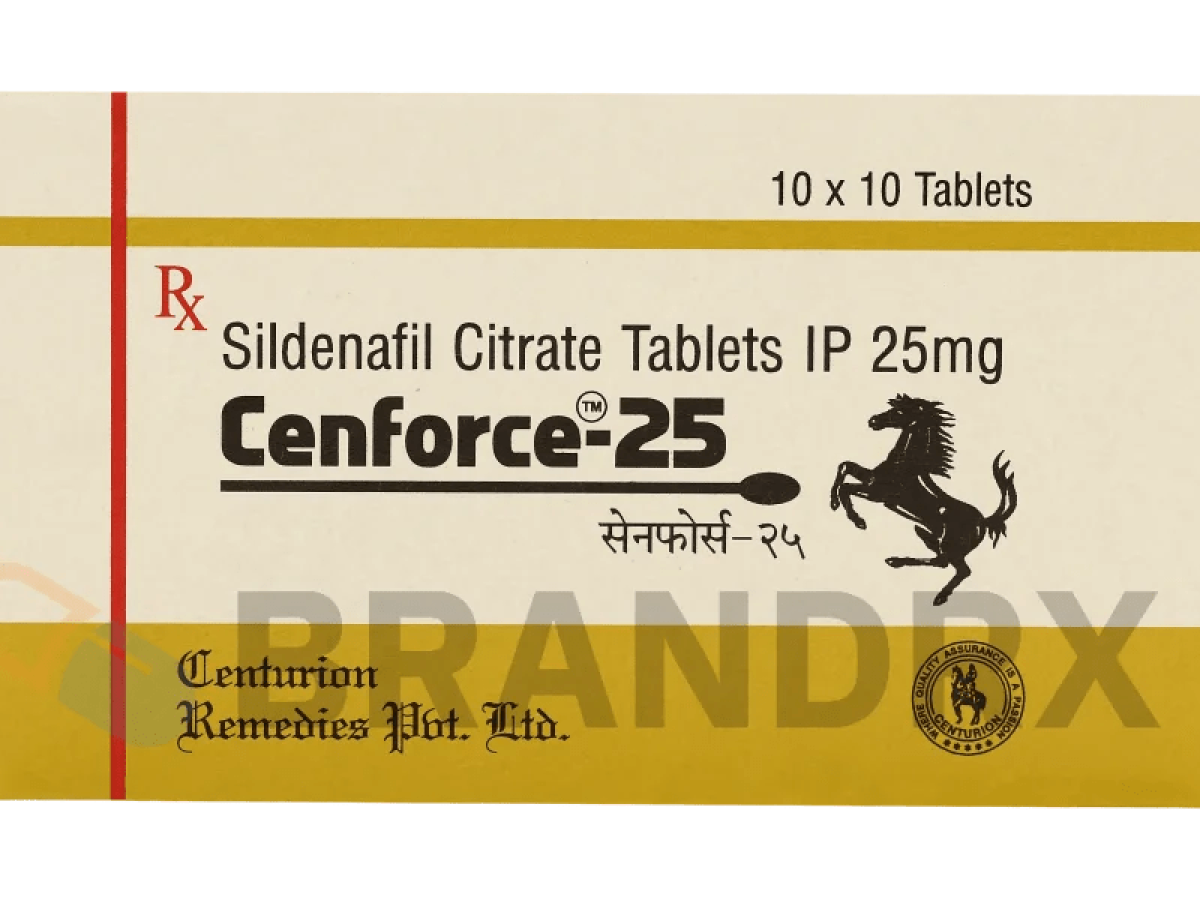 10 x 10 Tablets
Rx
Sildenafil Citrate Tablets IP 25mg
Cenforce™-25
सेनफोर्स-२५
BRANDRX
Centurion
Remedies Pvt. Ltd.
WHERE QUALITY ASSURANCE IS A PASSION
CENTURION